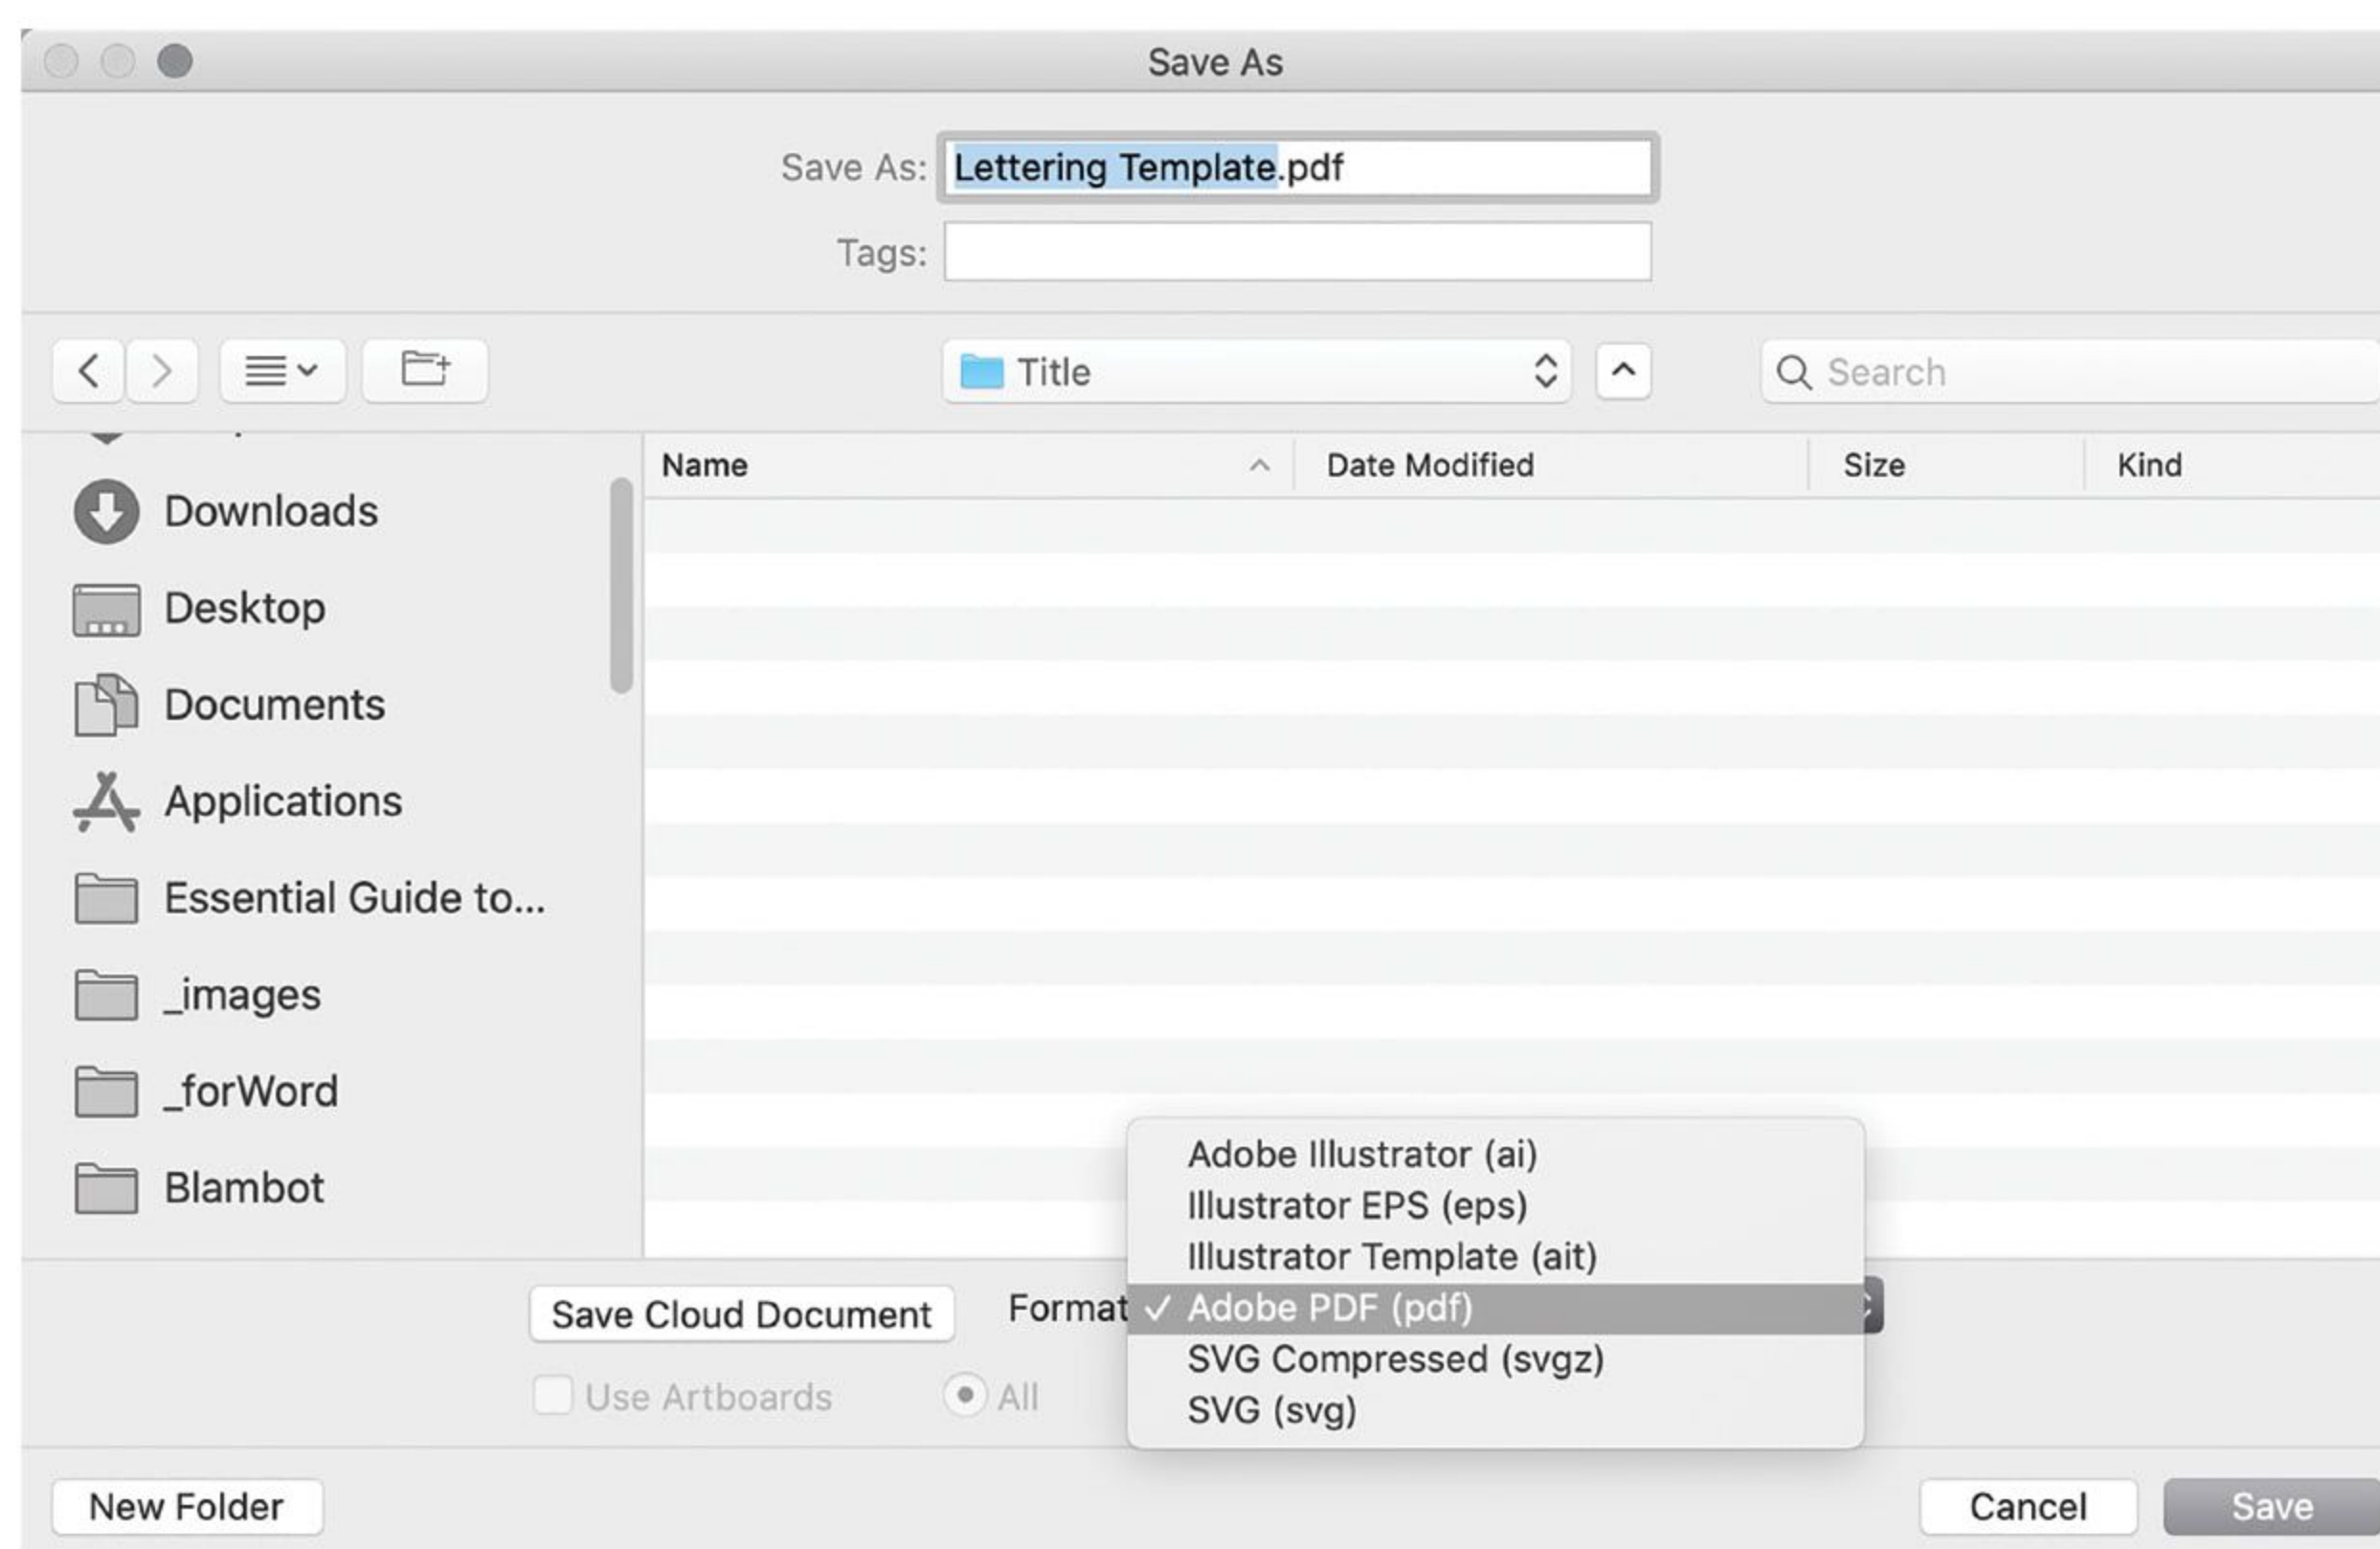 Save As
Save As: Lettering Template.pdf
Tags:
Title
Search
Name Date Modified Size Kind
Downloads
Desktop
Documents
Applications
Essential Guide to...
_images
_forWord
Blambot
Adobe Illustrator (ai)
Illustrator EPS (eps)
Illustrator Template (ait)
Save Cloud Document Format ✓ Adobe PDF (pdf)
SVG Compressed (svgz)
Use Artboards All
SVG (svg)
New Folder Cancel Save